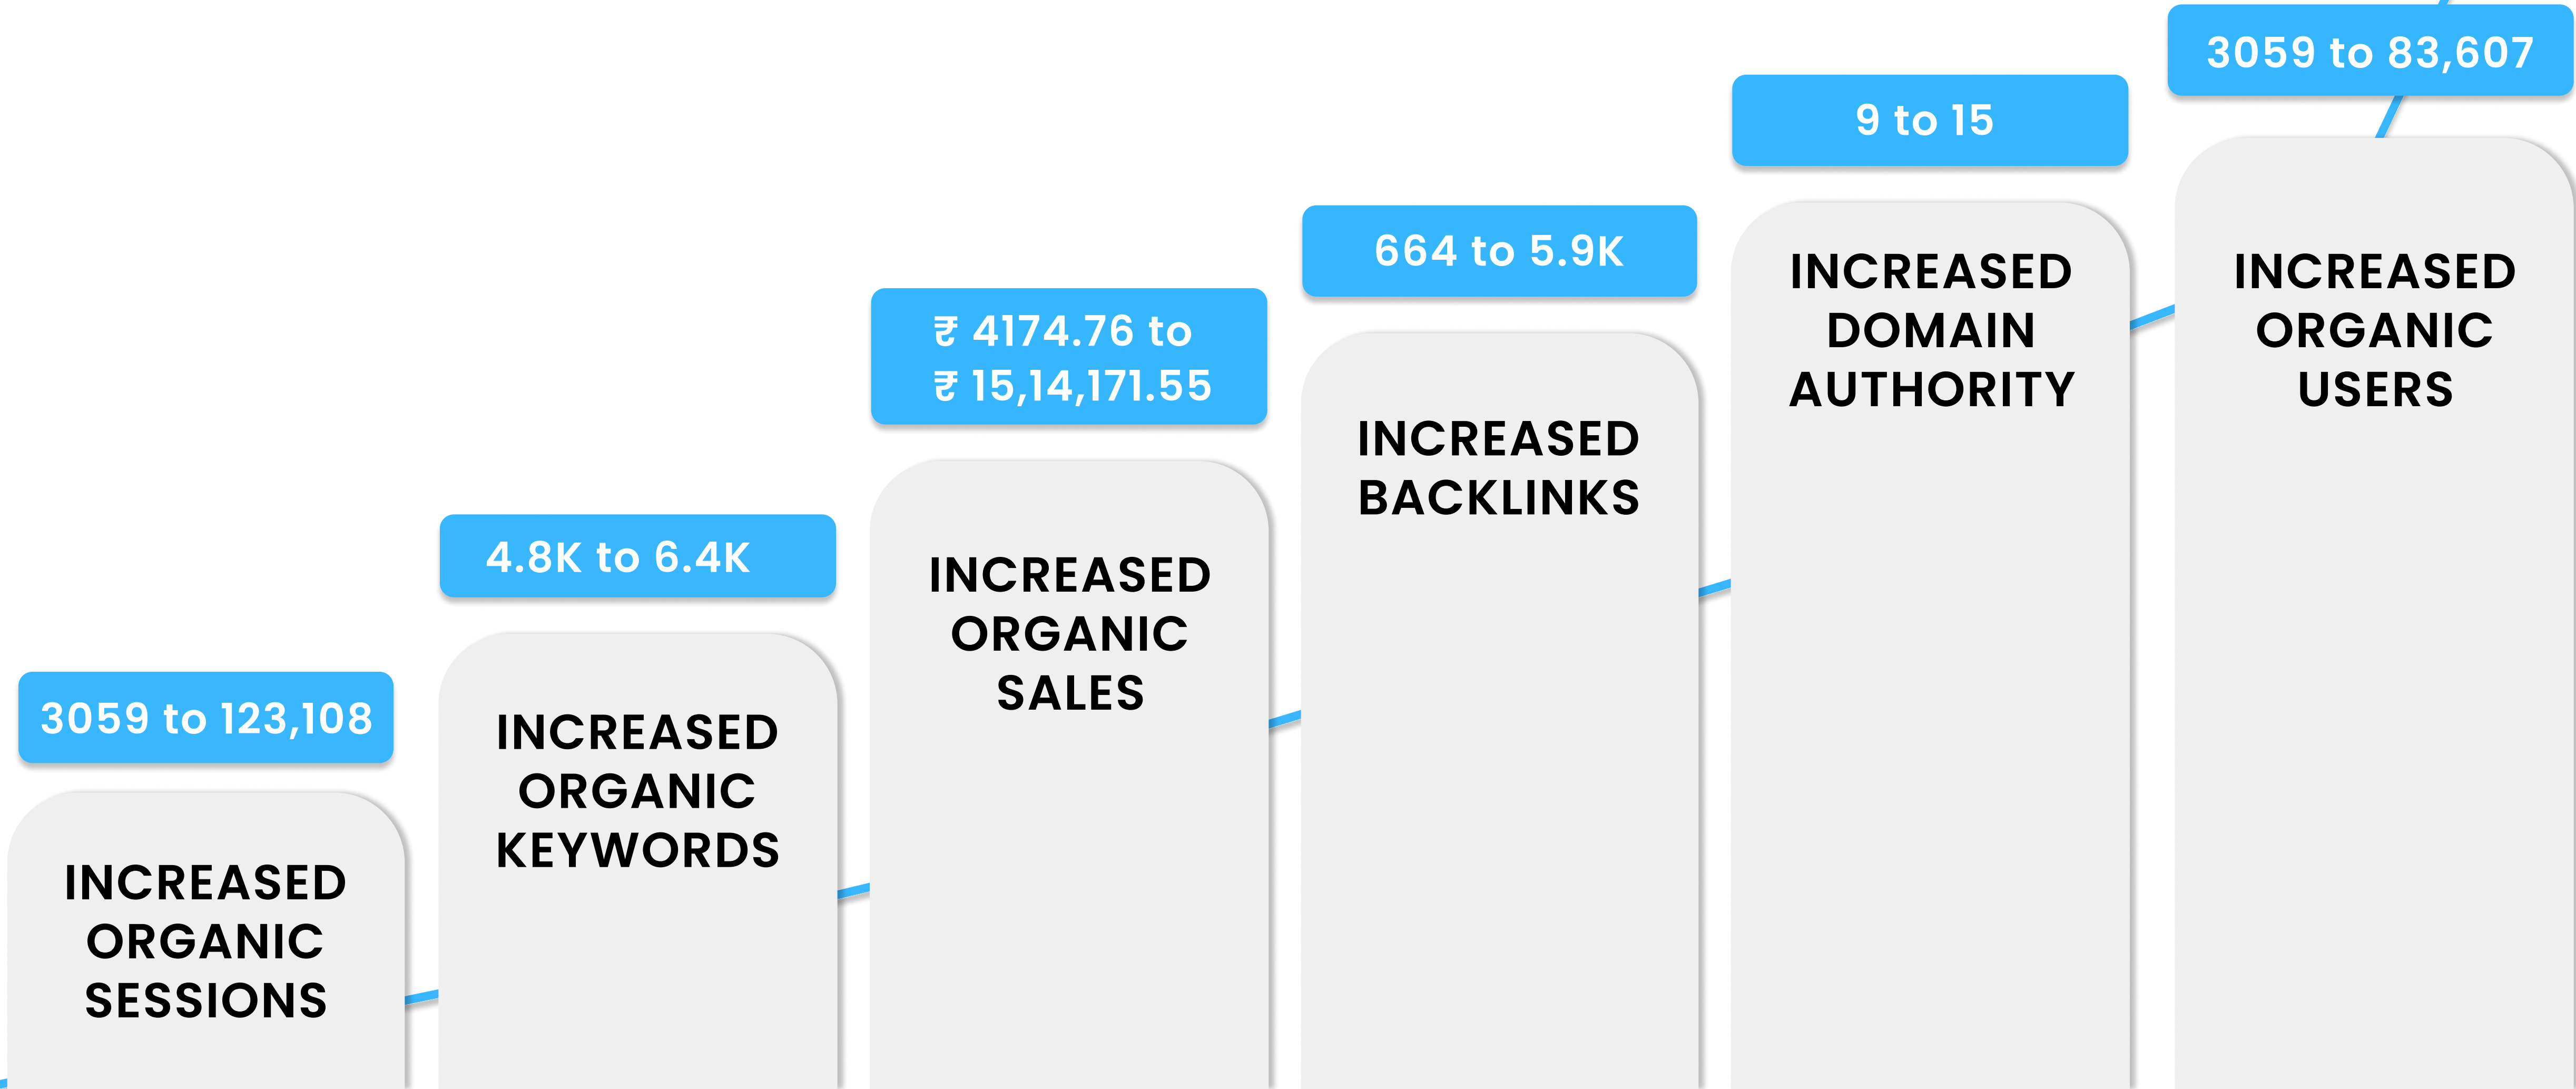 3059 to 123,108
INCREASED
ORGANIC
SESSIONS
4.8K to 6.4K
INCREASED
ORGANIC
KEYWORDS
₹ 4174.76 to
₹ 15,14,171.55
INCREASED
ORGANIC
SALES
664 to 5.9K
INCREASED
BACKLINKS
9 to 15
INCREASED
DOMAIN
AUTHORITY
3059 to 83,607
INCREASED
ORGANIC
USERS